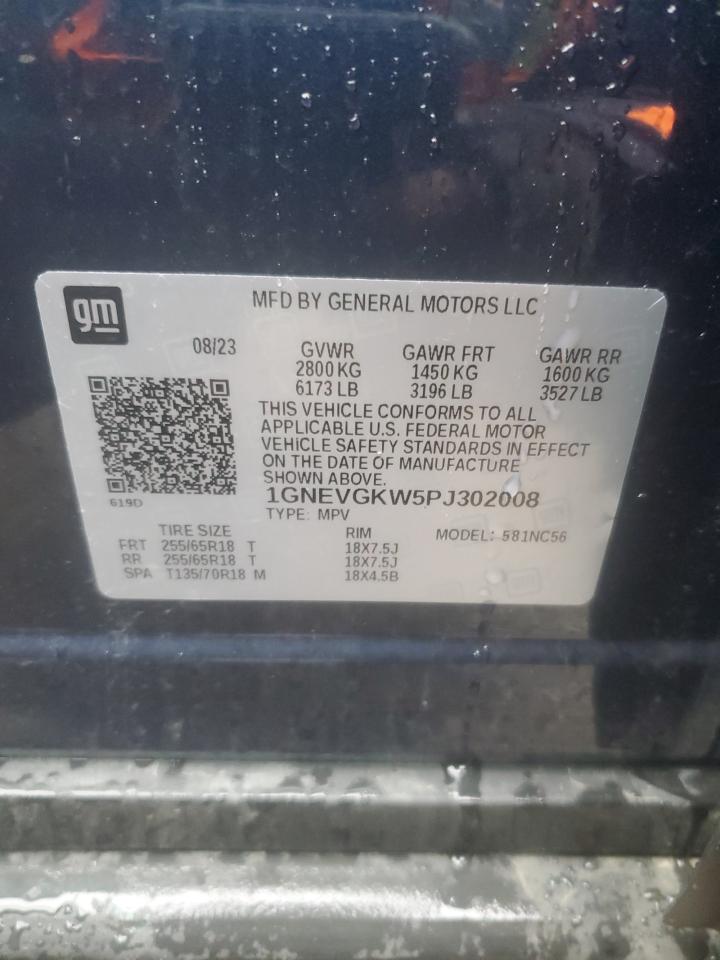 gm
MFD BY GENERAL MOTORS LLC
08/23
GVWR GAWR FRT GAWR RR
2800 KG 1450 KG 1600 KG
6173 LB 3196 LB 3527 LB
THIS VEHICLE CONFORMS TO ALL
APPLICABLE U.S. FEDERAL MOTOR
VEHICLE SAFETY STANDARDS IN EFFECT
ON THE DATE OF MANUFACTURE
SHOWN ABOVE.
619D
1GNEVGKW5PJ302008
TYPE: MPV
TIRE SIZE RIM MODEL: 581NC56
FRT 255/65R18 T 18X7.5J
RR 255/65R18 T 18X7.5J
SPA T135/70R18 M 18X4.5B